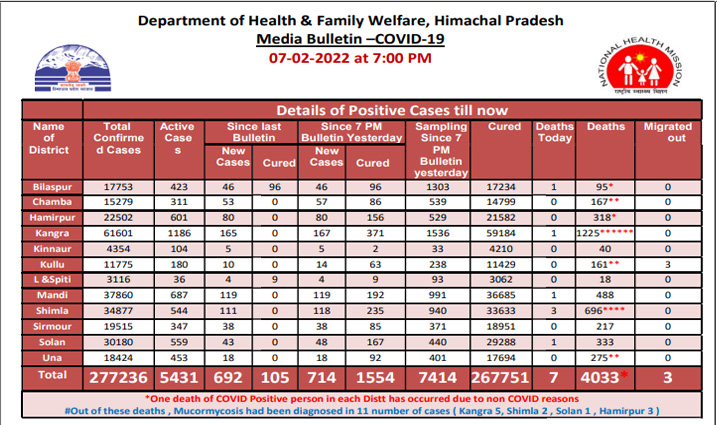 Department of Health & Family Welfare, Himachal Pradesh
Media Bulletin –COVID-19
07-02-2022 at 7:00 PM
NATIONAL HEALTH MISSION
राष्ट्रीय स्वास्थ्य मिशन
Details of Positive Cases till now
Name of District Total Confirme d Cases Active Case s Since last Bulletin Since 7 PM Bulletin Yesterday Sampling Since 7 PM Bulletin yesterday Cured Deaths Today Deaths Migrated out
New Cases Cured New Cases Cured
Bilaspur 17753 423 46 96 46 96 1303 17234 1 95* 0
Chamba 15279 311 53 0 57 86 539 14799 0 167** 0
Hamirpur 22502 601 80 0 80 156 529 21582 0 318* 0
Kangra 61601 1186 165 0 167 371 1536 59184 1 1225****** 0
Kinnaur 4354 104 5 0 5 2 33 4210 0 40 0
Kullu 11775 180 10 0 14 63 238 11429 0 161** 3
L &Spiti 3116 36 4 9 4 9 93 3062 0 18 0
Mandi 37860 687 119 0 119 192 991 36685 1 488 0
Shimla 34877 544 111 0 118 235 940 33633 3 696**** 0
Sirmour 19515 347 38 0 38 85 371 18951 0 217 0
Solan 30180 559 43 0 48 167 440 29288 1 333 0
Una 18424 453 18 0 18 92 401 17694 0 275** 0
Total 277236 5431 692 105 714 1554 7414 267751 7 4033* 3
*One death of COVID Positive person in each Distt has occurred due to non COVID reasons
#Out of these deaths , Mucormycosis had been diagnosed in 11 number of cases ( Kangra 5, Shimla 2 , Solan 1 , Hamirpur 3 )